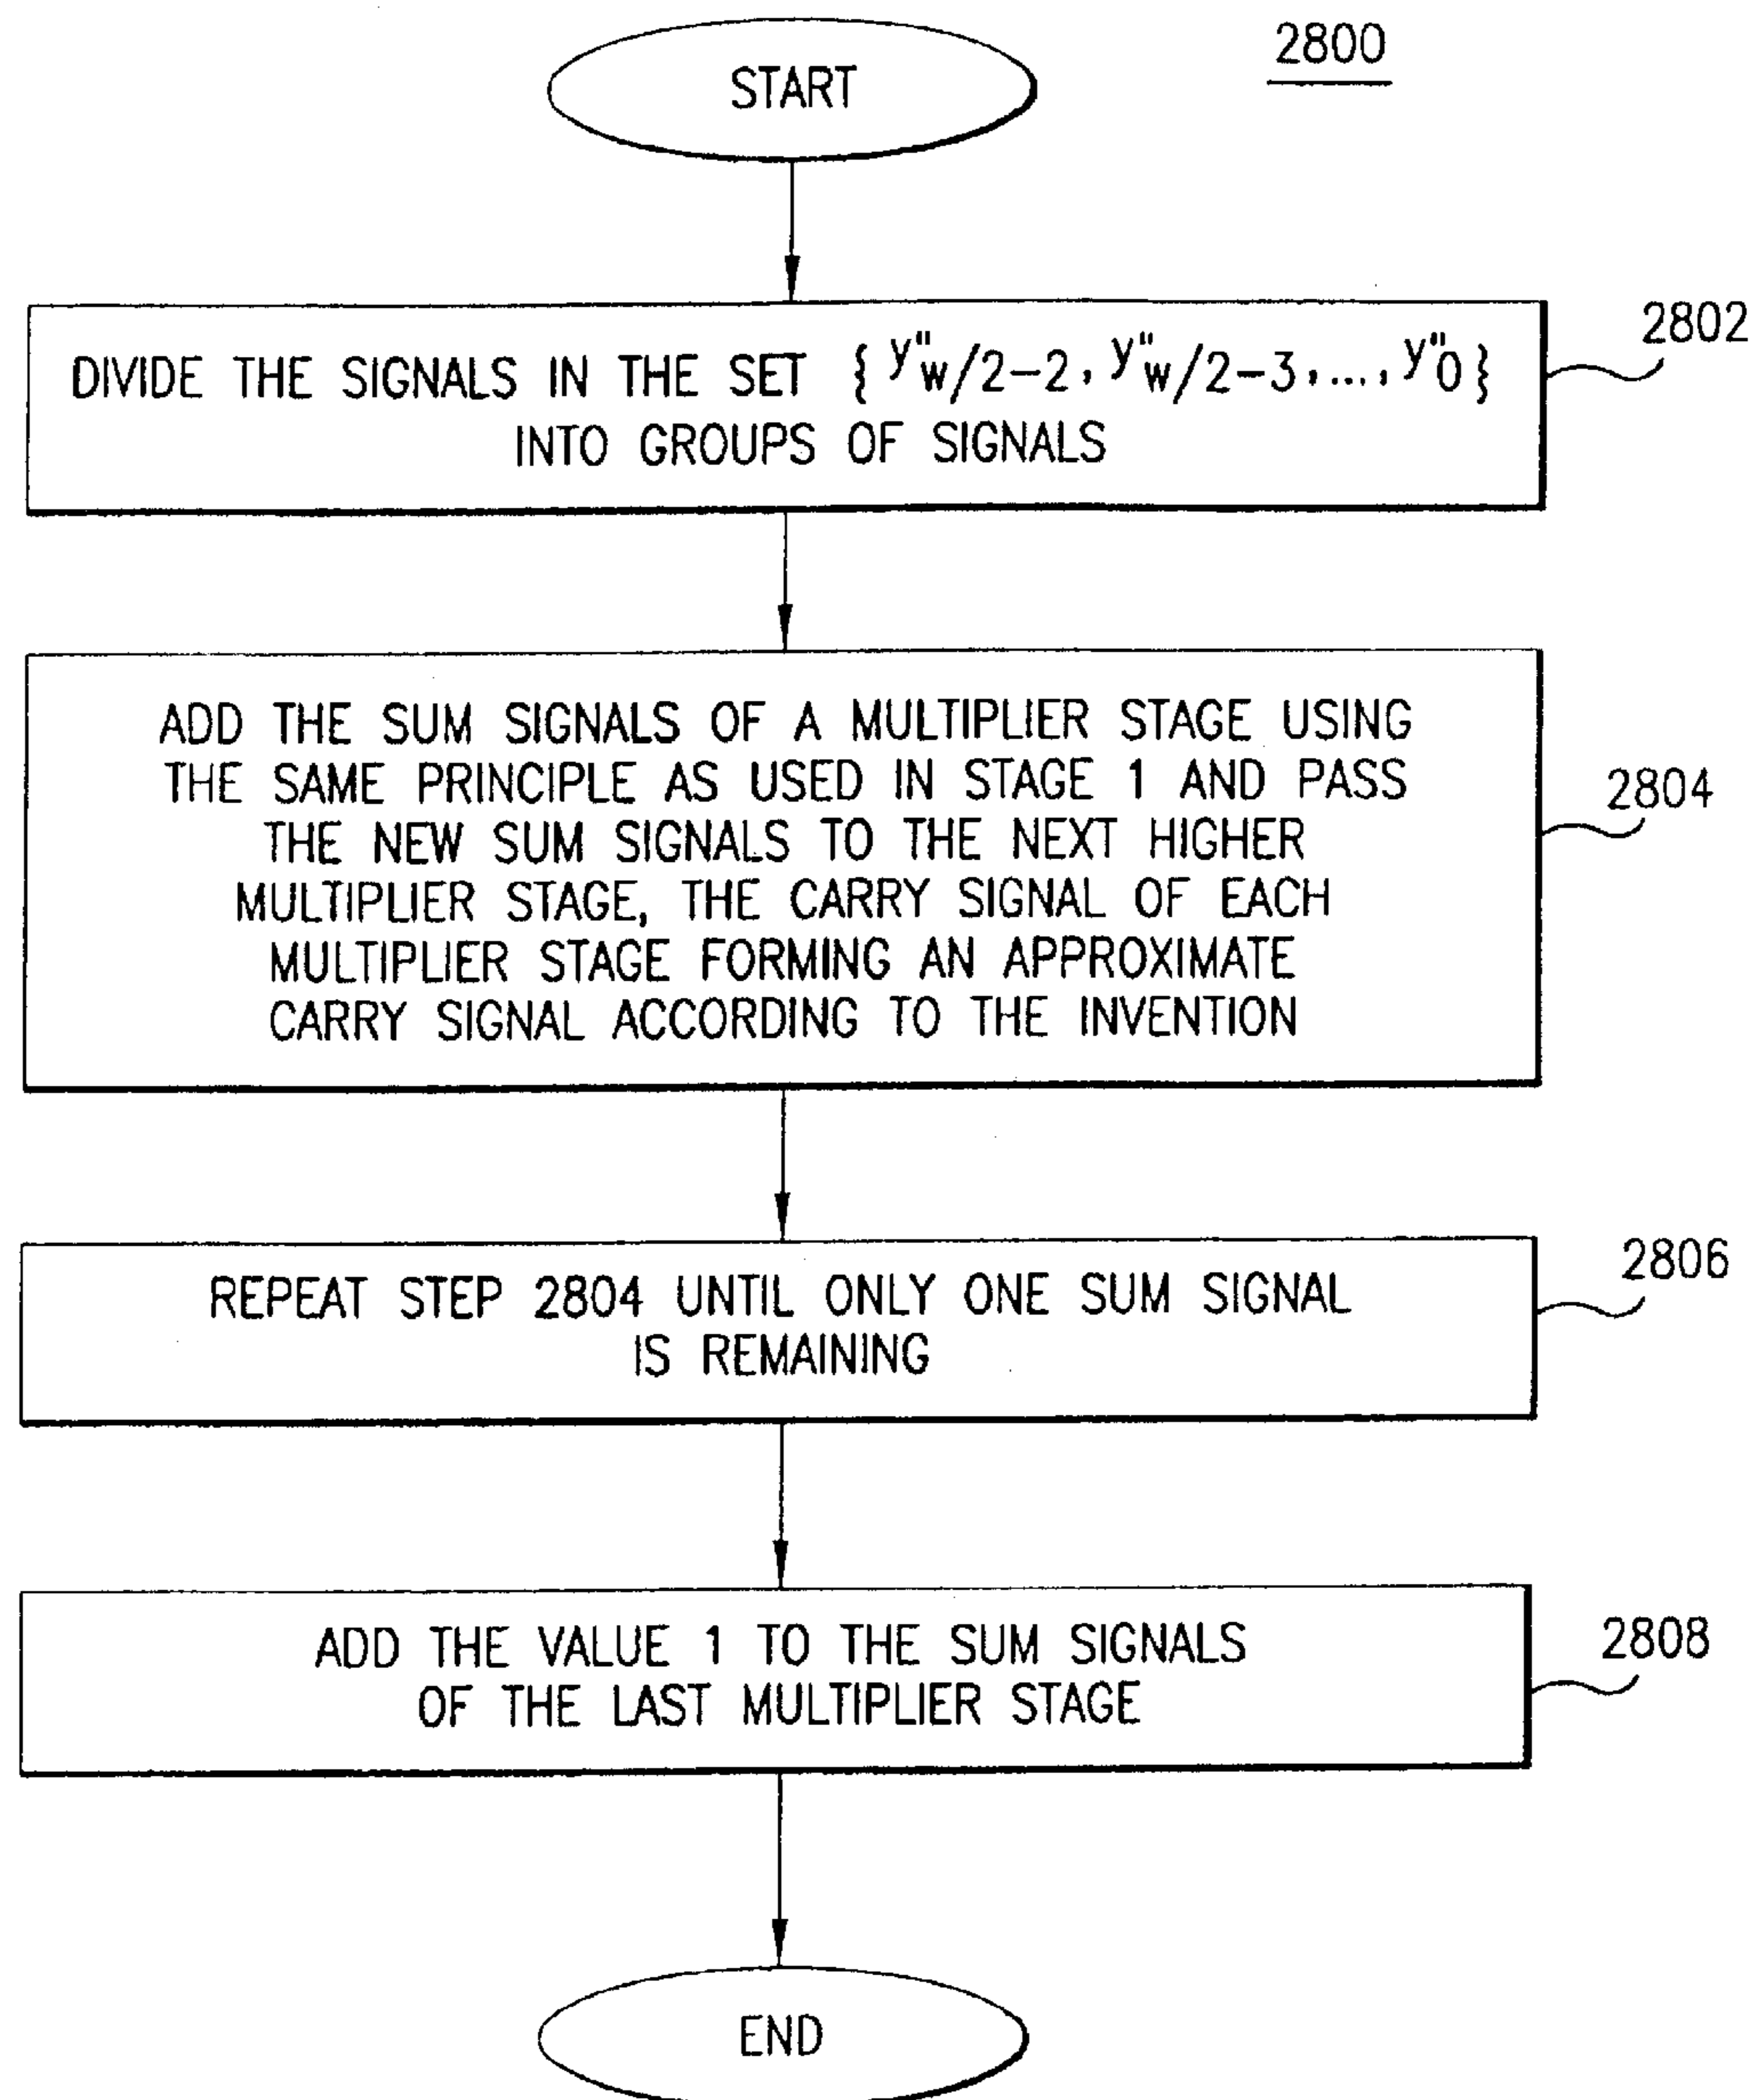 2800
START
2802
DIVIDE THE SIGNALS IN THE SET { y"w/2-2, y"w/2-3, ..., y"0 }
INTO GROUPS OF SIGNALS
ADD THE SUM SIGNALS OF A MULTIPLIER STAGE USING
THE SAME PRINCIPLE AS USED IN STAGE 1 AND PASS
2804
THE NEW SUM SIGNALS TO THE NEXT HIGHER
MULTIPLIER STAGE, THE CARRY SIGNAL OF EACH
MULTIPLIER STAGE FORMING AN APPROXIMATE
CARRY SIGNAL ACCORDING TO THE INVENTION
2806
REPEAT STEP 2804 UNTIL ONLY ONE SUM SIGNAL
IS REMAINING
2808
ADD THE VALUE 1 TO THE SUM SIGNALS
OF THE LAST MULTIPLIER STAGE
END